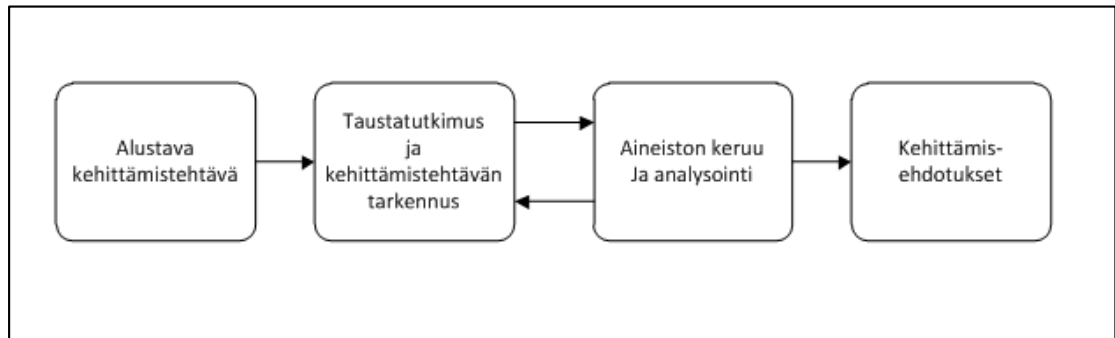 Alustava
kehittämistehtävä
Taustatutkimus
ja
kehittämistehtävän
tarkennus
Aineiston keruu
Ja analysointi
Kehittämis-
ehdotukset